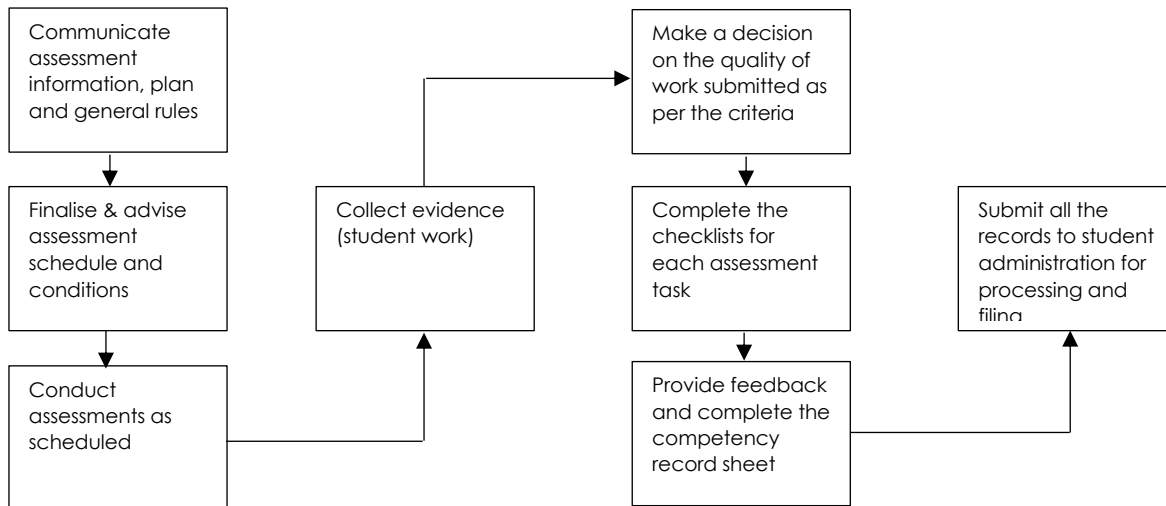 Communicate
assessment
information, plan
and general rules
Finalise & advise
assessment
schedule and
conditions
Conduct
assessments as
scheduled
Collect evidence
(student work)
Make a decision
on the quality of
work submitted as
per the criteria
Complete the
checklists for
each assessment
task
Provide feedback
and complete the
competency
record sheet
Submit all the
records to student
administration for
processing and
filing